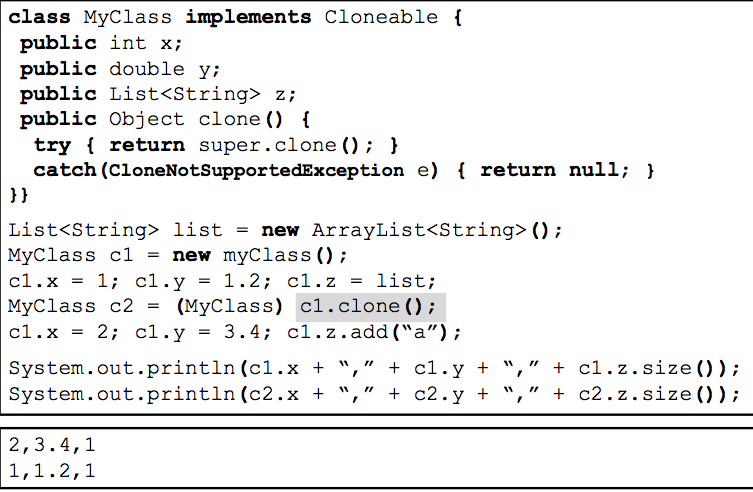 class MyClass implements Cloneable {
public int x;
public double y;
public List<String> z;
public Object clone() {
try { return super.clone(); }
catch(CloneNotSupportedException e) { return null; }
}}
List<String> list = new ArrayList<String>();
MyClass c1 = new myClass();
c1.x = 1; c1.y = 1.2; c1.z = list;
MyClass c2 = (MyClass) c1.clone();
c1.x = 2; c1.y = 3.4; c1.z.add(“a”);
System.out.println(c1.x + “,” + c1.y + “,” + c1.z.size());
System.out.println(c2.x + “,” + c2.y + “,” + c2.z.size());
2,3.4,1
1,1.2,1